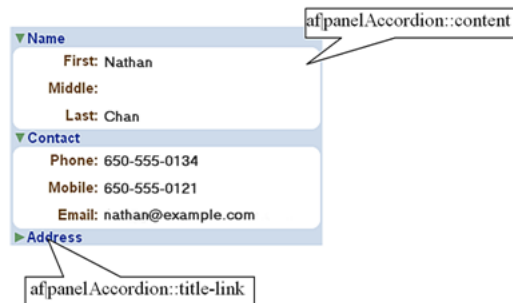 af|panelAccordion::content
Name
First: Nathan
Middle:
Last: Chan
Contact
Phone: 650-555-0134
Mobile: 650-555-0121
Email: nathan@example.com
Address
af|panelAccordion::title-link